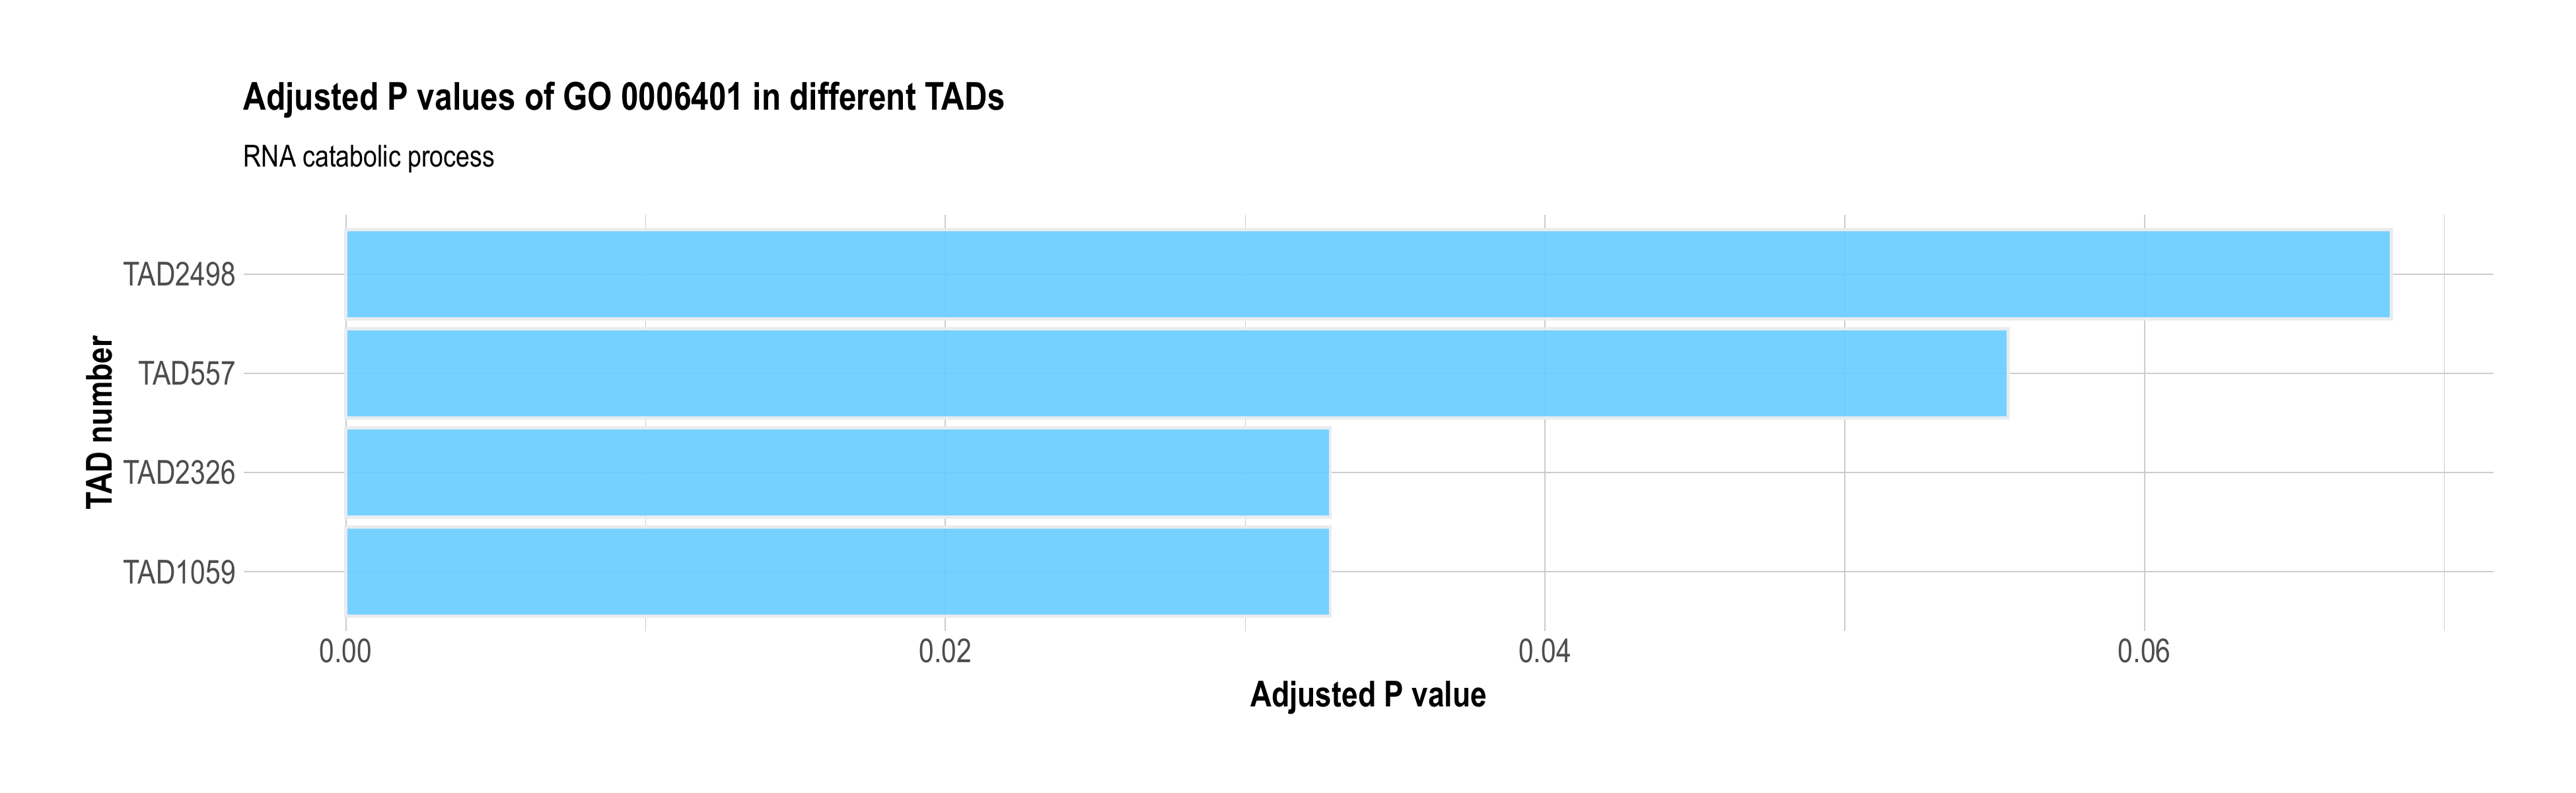 Adjusted P values of GO 0006401 in different TADs
RNA catabolic process
TAD number
TAD2498
TAD557
TAD2326
TAD1059
0.00 0.02 0.04 0.06
Adjusted P value